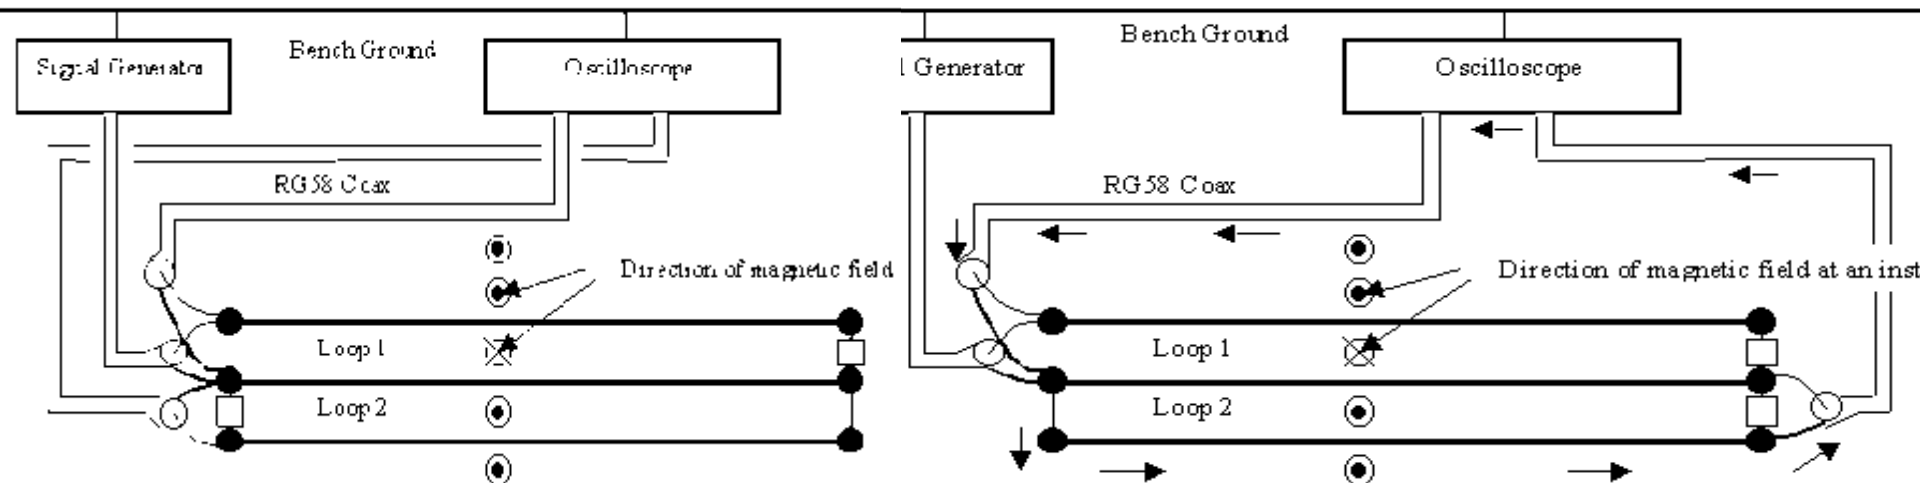 Bench Ground
Signal Generator
Oscilloscope
RG58 Coax
Direction of magnetic field
Loop 1
Loop 2
Bench Ground
l Generator
Oscilloscope
RG58 Coax
Direction of magnetic field at an inst
Loop 1
Loop 2